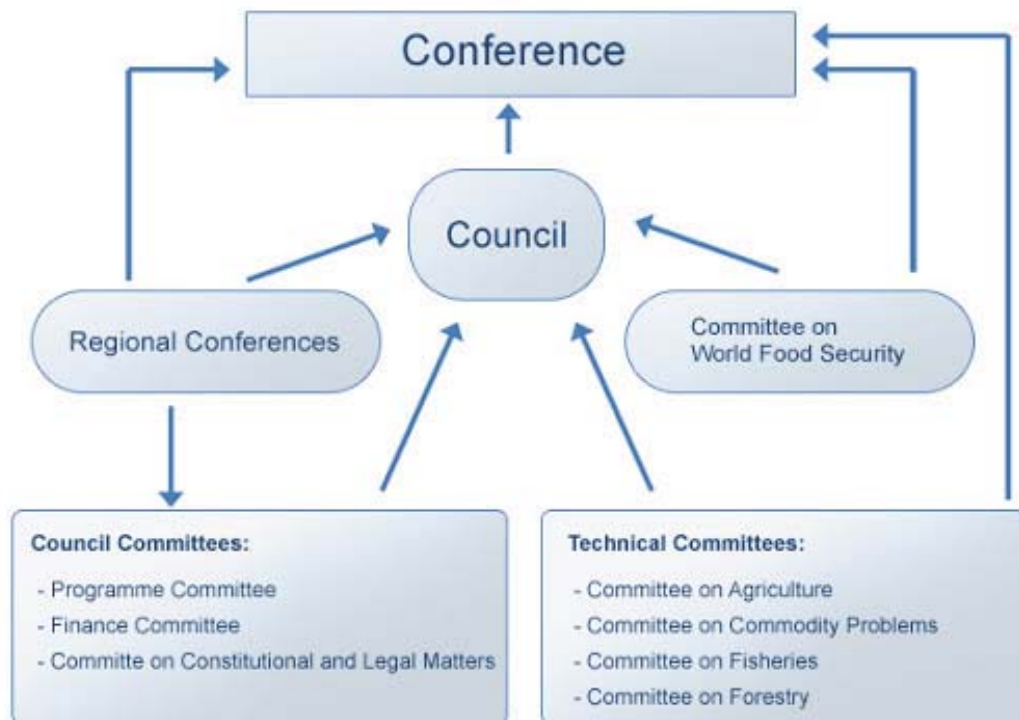 Conference
Council
Regional Conferences
Committee on
World Food Security
Council Committees:
- Programme Committee
- Finance Committee
- Committe on Constitutional and Legal Matters
Technical Committees:
- Committee on Agriculture
- Committee on Commodity Problems
- Committee on Fisheries
- Committee on Forestry